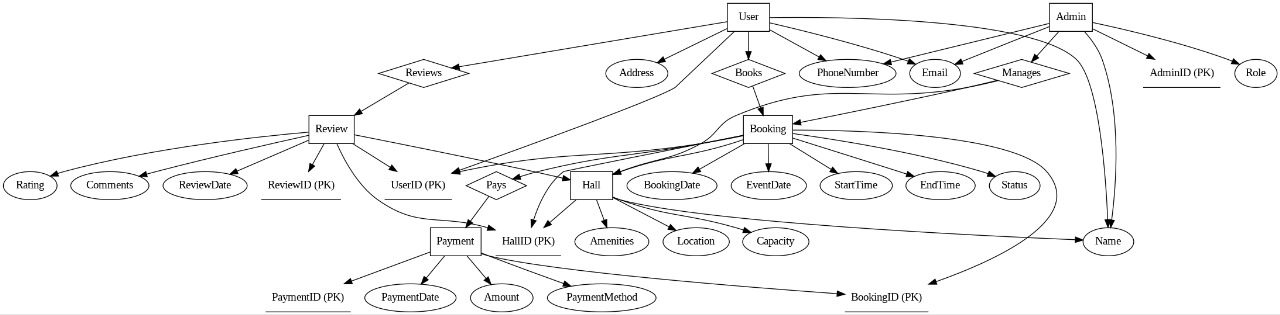 User
Admin
Reviews
Address
Books
PhoneNumber
Email
Manages
AdminID (PK)
Role
Review
Booking
Rating
Comments
ReviewDate
ReviewID (PK)
UserID (PK)
Pays
Hall
BookingDate
EventDate
StartTime
EndTime
Status
Payment
HallID (PK)
Amenities
Location
Capacity
Name
PaymentID (PK)
PaymentDate
Amount
PaymentMethod
BookingID (PK)